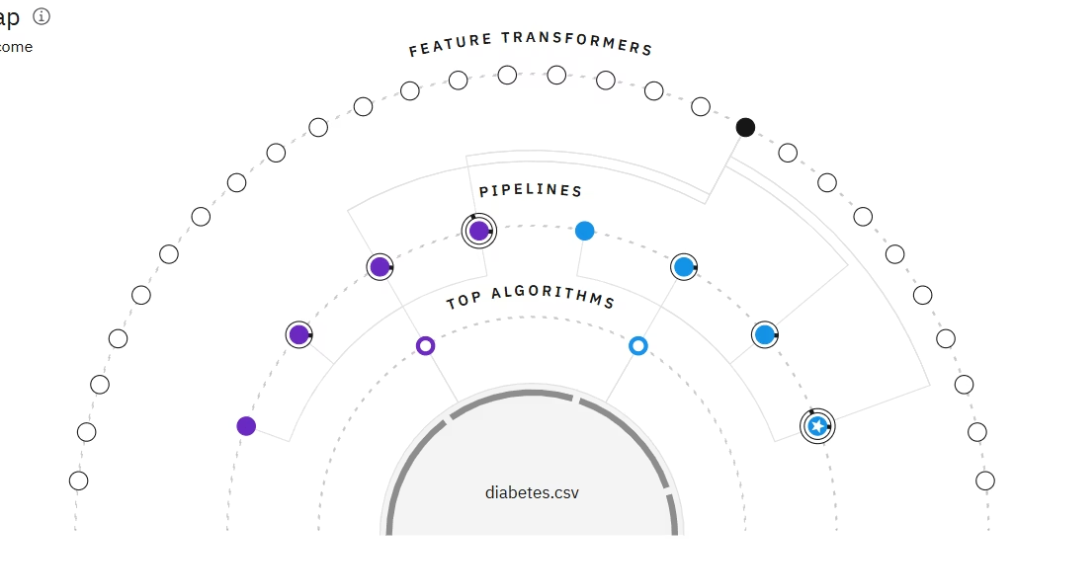 ap
come
FEATURE TRANSFORMERS
PIPELINES
TOP ALGORITHMS
diabetes.csv